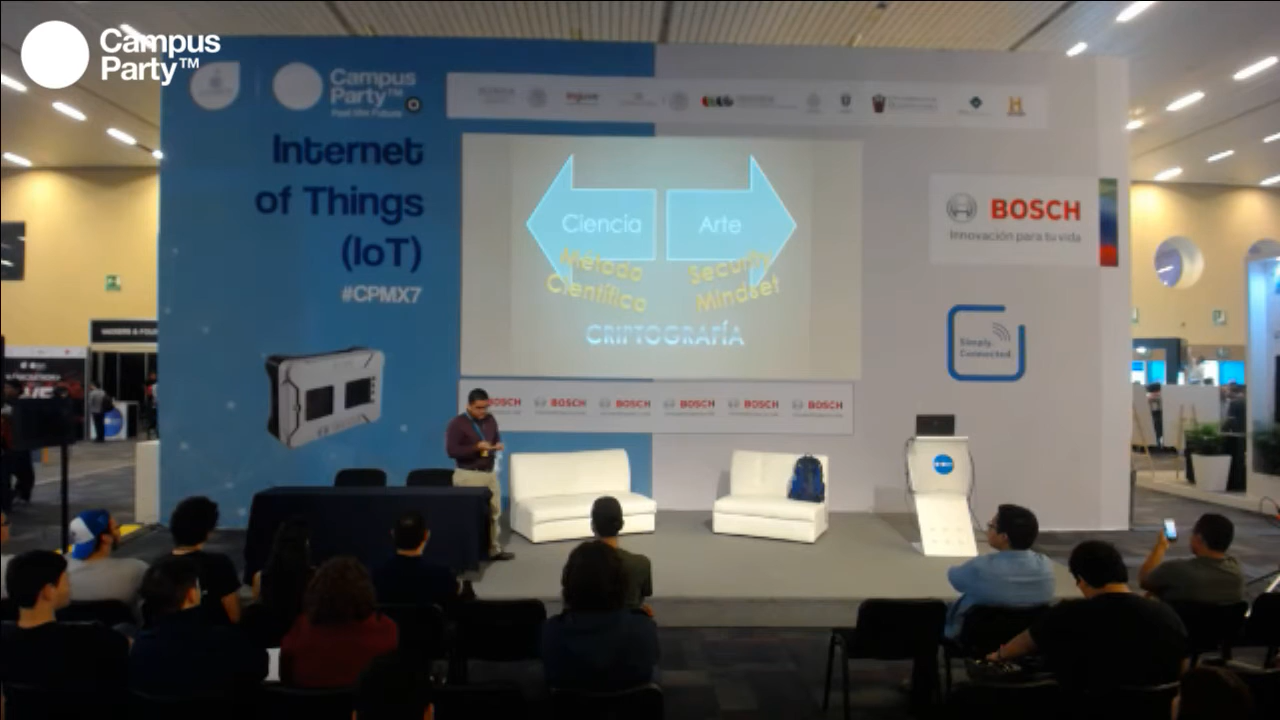 Campus
Party™
Campus
Party™
Internet
of Things
(IoT)
#CPMX7
Ciencia
Arte
Método
Científico
Security
Mindset
CRIPTOGRAFÍA
BOSCH
Innovación para tu vida
Simply.
Connected.
BOSCH
BOSCH
BOSCH
BOSCH
BOSCH
BOSCH